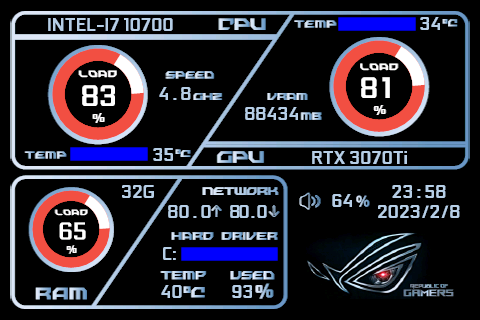 INTEL-I7 10700 CPU
LOAD
83
%
SPEED
4.8GHZ
TEMP 35°C
TEMP 34°C
LOAD
81
%
VRAM
88434MB
GPU RTX 3070Ti
32G
LOAD
65
%
RAM
NETWORK
80.0↑ 80.0↓
HARD DRIVER
C:
TEMP USED
40°C 93%
64%
23:58
2023/2/8
REPUBLIC OF
GAMERS